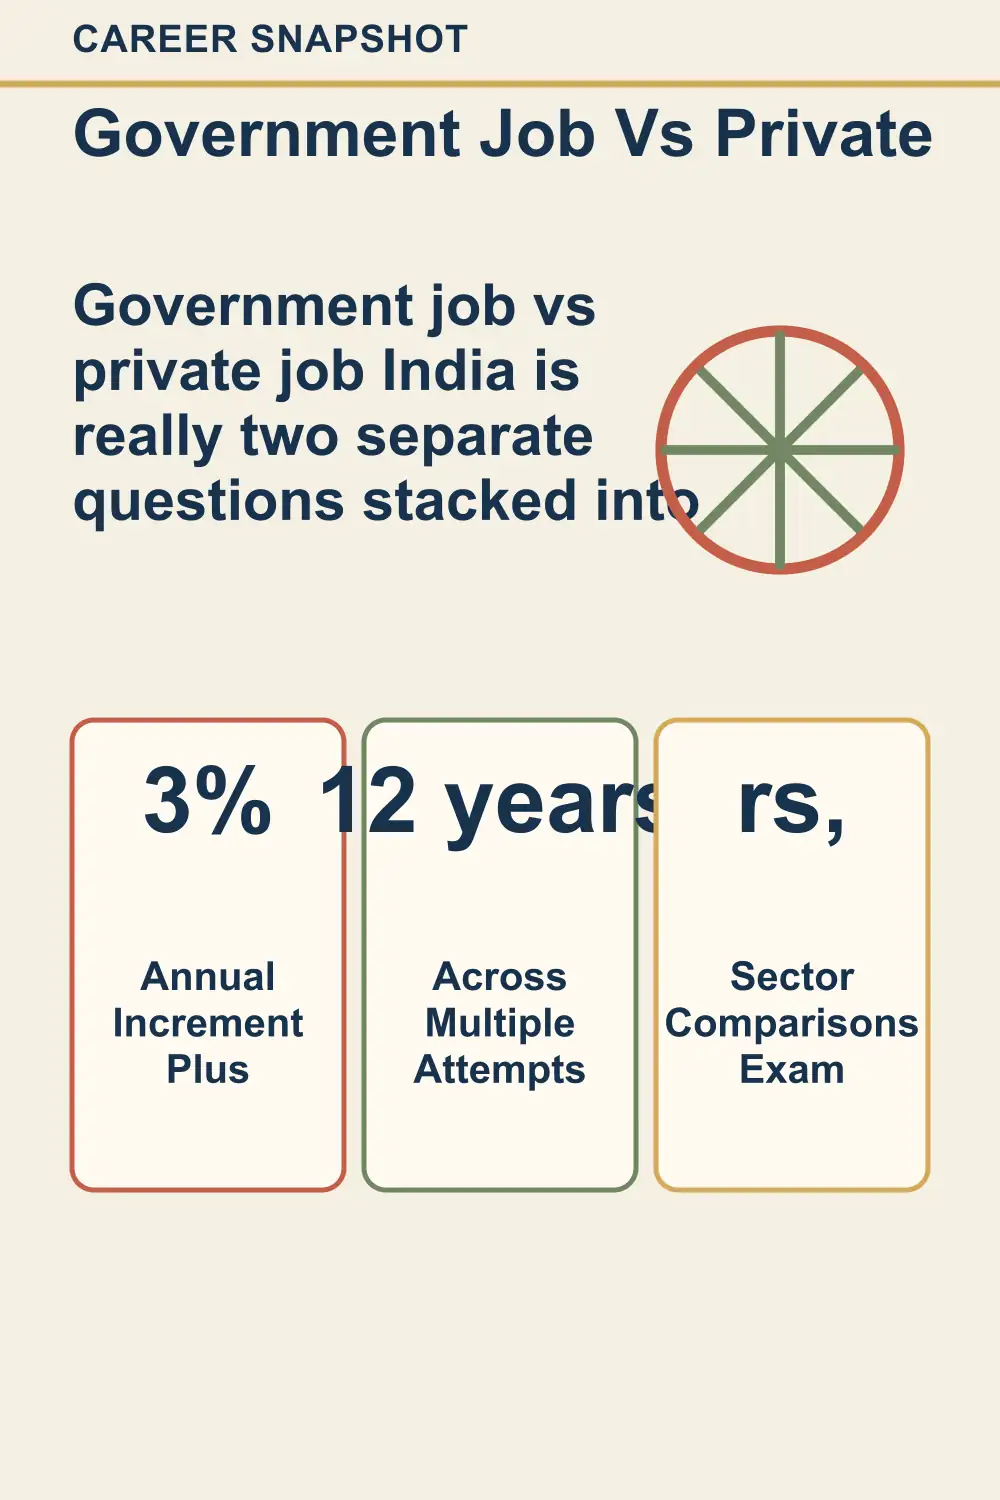 CAREER SNAPSHOT
Government Job Vs Private
Government job vs
private job India is
really two separate
questions stacked into
3%
Annual
Increment
Plus
12 years
Across
Multiple
Attempts
rs,
Sector
Comparisons
Exam